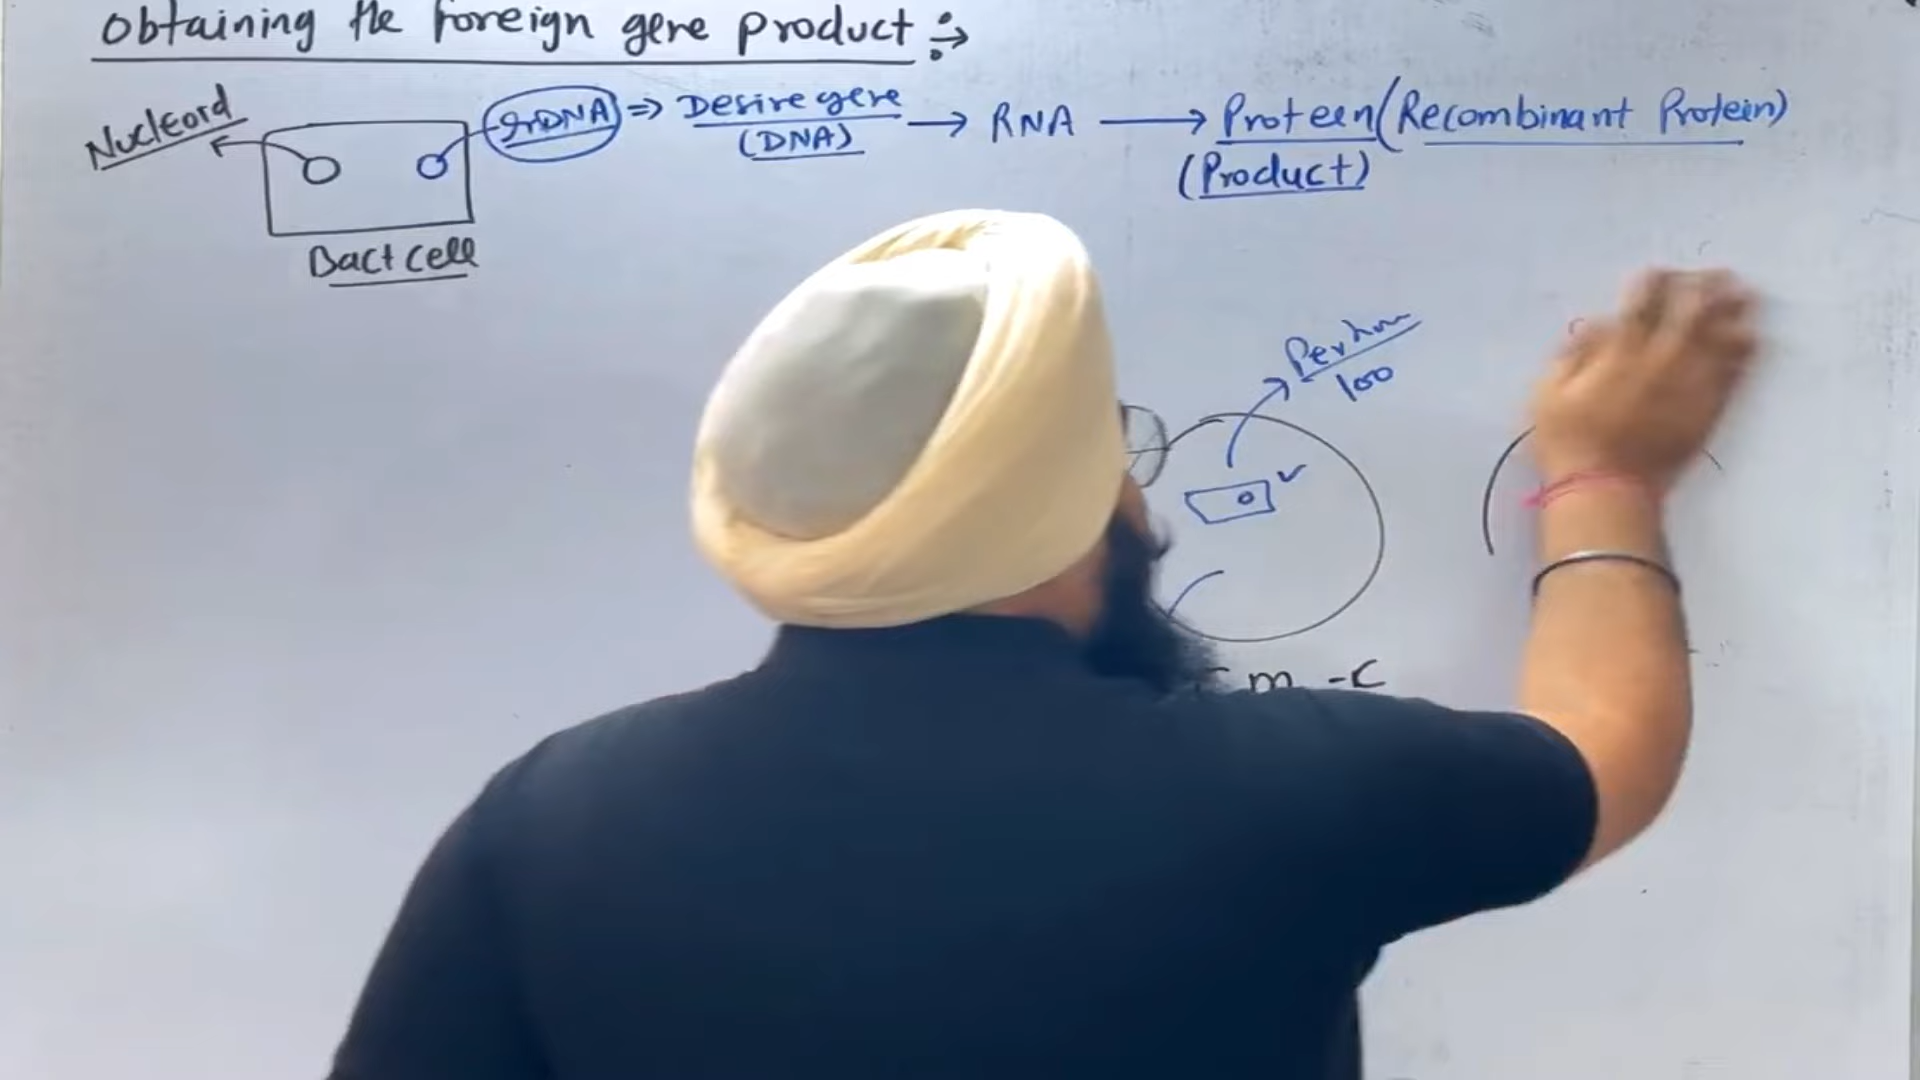 Obtaining the foreign gene product :→
Nucleoid
rDNA ⇒ Desire gene → RNA → Protein (Recombinant Protein)
(DNA)
(Product)
Bact cell
Per hour
100
m - C